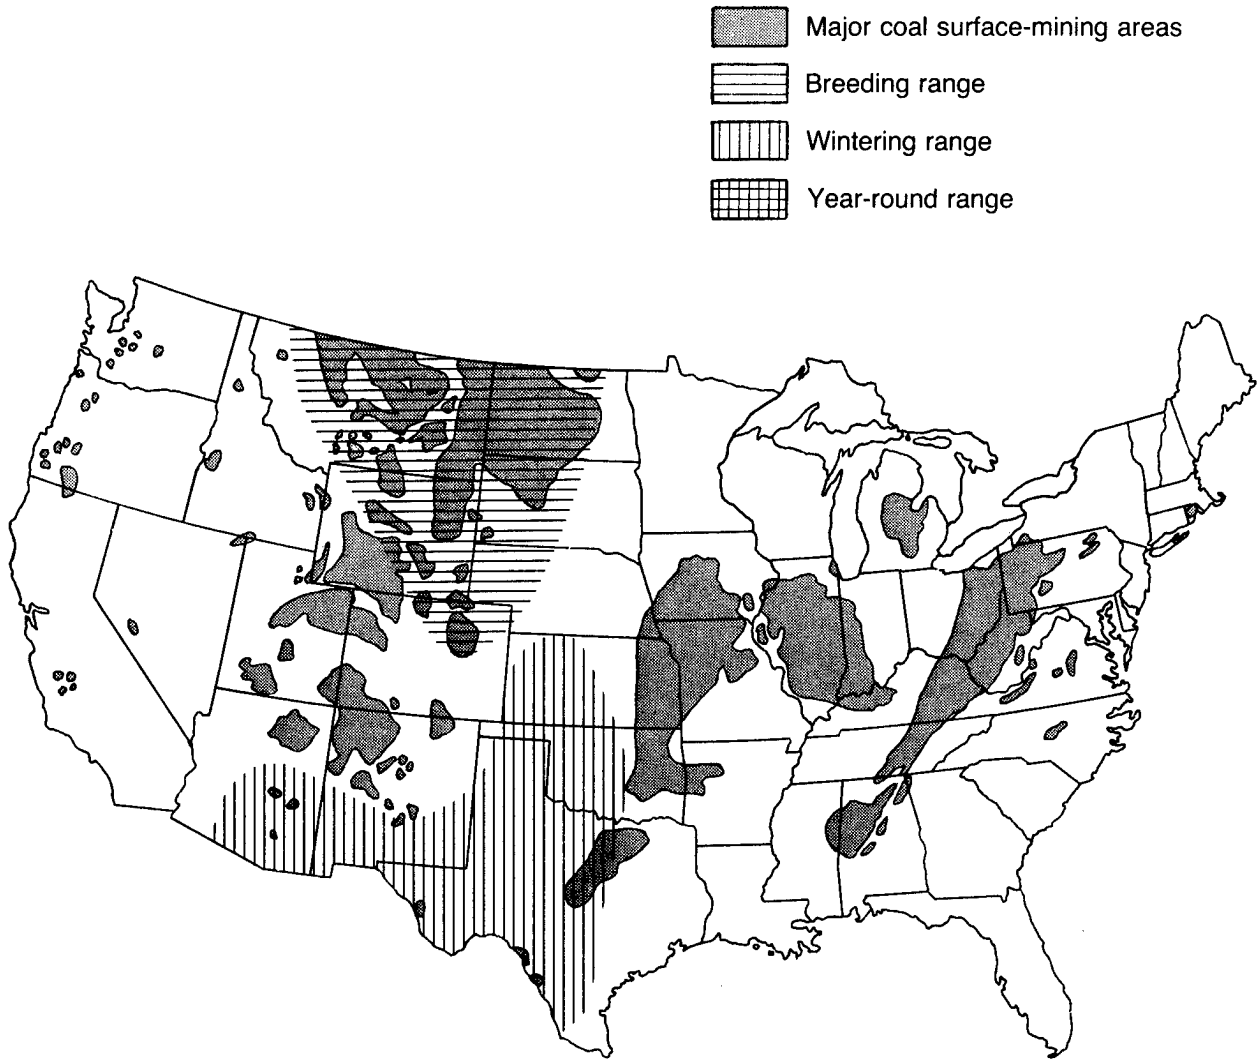 Major coal surface-mining areas
Breeding range
Wintering range
Year-round range